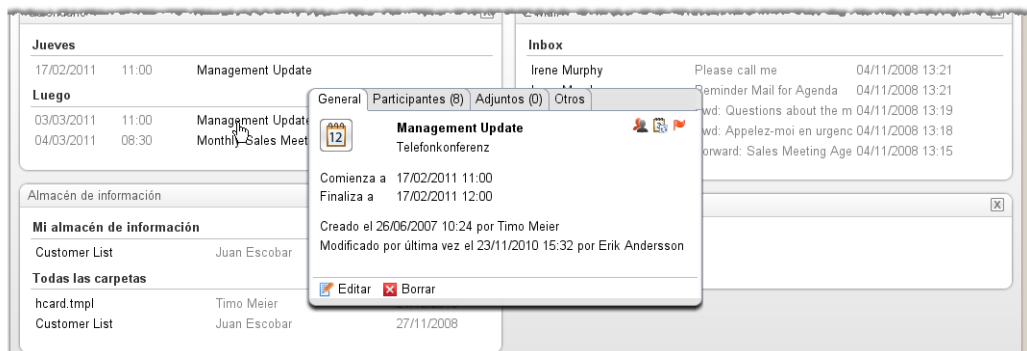 Jueves
17/02/2011 11:00 Management Update
Luego
03/03/2011 11:00 Management Update
04/03/2011 08:30 Monthly Sales Meet
Almacén de información
Mi almacén de información
Customer List Juan Escobar
Todas las carpetas
hcard.tmpl Timo Meier
Customer List Juan Escobar 27/11/2008
General Participantes (8) Adjuntos (0) Otros
12
Management Update
Telefonkonferenz
Comienza a 17/02/2011 11:00
Finaliza a 17/02/2011 12:00
Creado el 26/06/2007 10:24 por Timo Meier
Modificado por última vez el 23/11/2010 15:32 por Erik Andersson
Editar Borrar
Inbox
Irene Murphy Please call me 04/11/2008 13:21
Reminder Mail for Agenda 04/11/2008 13:21
wd: Questions about the m 04/11/2008 13:19
wd: Appelez-moi en urgenc 04/11/2008 13:18
orward: Sales Meeting Age 04/11/2008 13:15